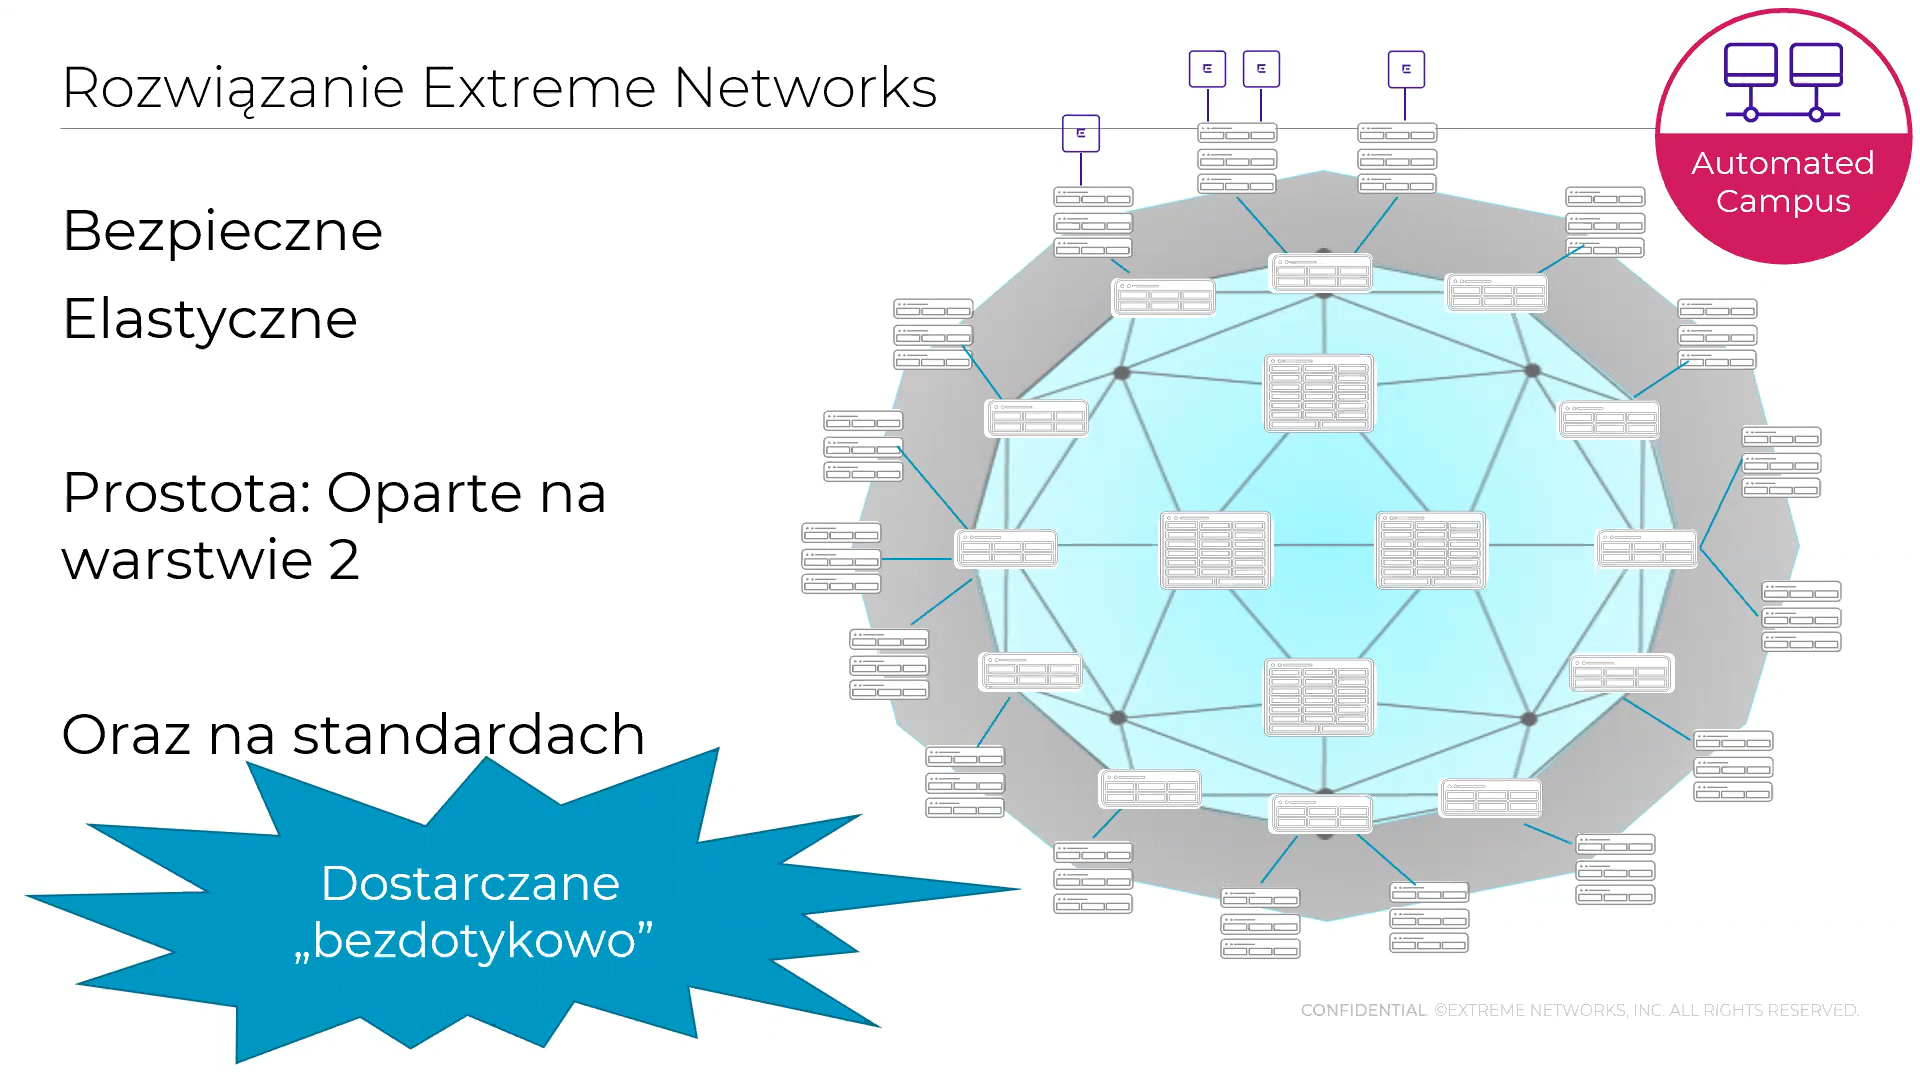 Rozwiązanie Extreme Networks
Automated
Campus
Bezpieczne
Elastyczne
Prostota: Oparte na
warstwie 2
Oraz na standardach
Dostarczane
„bezdotykowo”
CONFIDENTIAL. ©EXTREME NETWORKS, INC. ALL RIGHTS RESERVED.